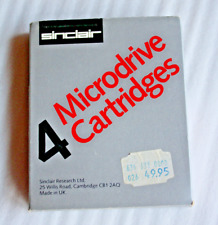 sinclair
4 Microdrive
Cartridges
Sinclair Research Ltd,
25 Willis Road, Cambridge CB1 2AQ
Made in UK
49,95